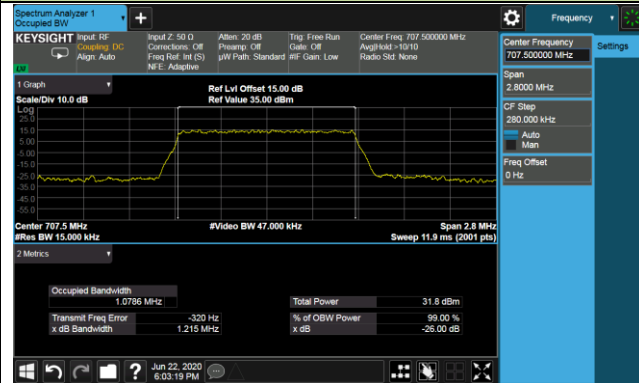 Spectrum Analyzer 1
Occupied BW
Frequency
KEYSIGHT
Input: RF
Coupling: DC
Align: Auto
Input Z: 50 Ω
Corrections: Off
Freq Ref: Int (S)
NFE: Adaptive
Atten: 20 dB
Preamp: Off
µW Path: Standard
Trig: Free Run
Gate: Off
#IF Gain: Low
Center Freq: 707.500000 MHz
Avg|Hold:>10/10
Radio Std: None
LM
Center Frequency
707.500000 MHz
Settings
Span
2.8000 MHz
CF Step
280.000 kHz
Auto
Man
Freq Offset
0 Hz
1 Graph
Scale/Div 10.0 dB
Ref Lvl Offset 15.00 dB
Ref Value 35.00 dBm
Log
25.0
15.0
5.00
-5.00
-15.0
-25.0
-35.0
-45.0
-55.0
Center 707.5 MHz
#Video BW 47.000 kHz
Span 2.8 MHz
#Res BW 15.000 kHz
Sweep 11.9 ms (2001 pts)
2 Metrics
Occupied Bandwidth
1.0786 MHz
Total Power 31.8 dBm
Transmit Freq Error -320 Hz
% of OBW Power 99.00 %
x dB Bandwidth 1.215 MHz
x dB -26.00 dB
?
Jun 22, 2020
6:03:19 PM